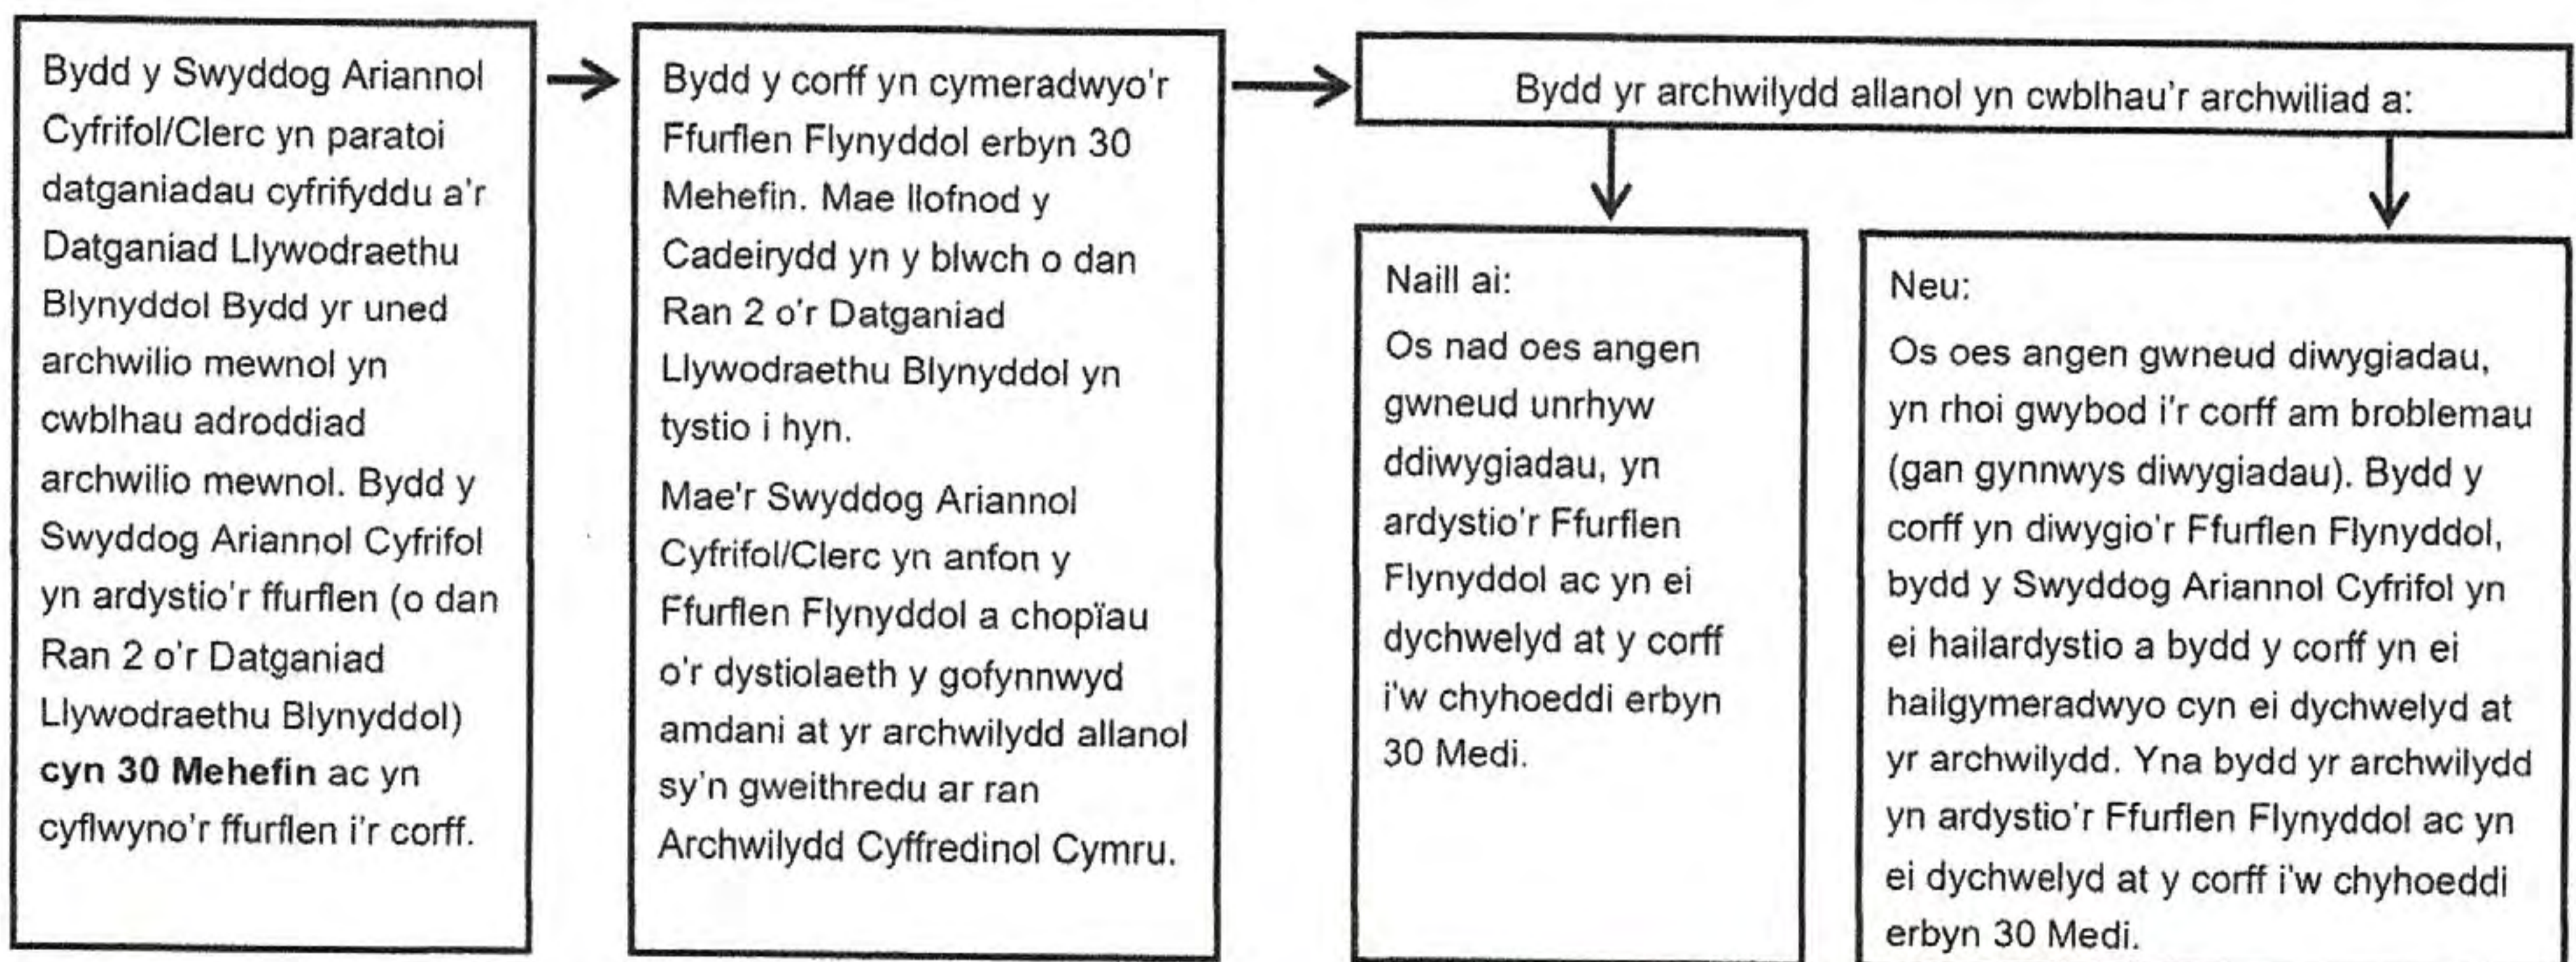 Bydd y Swyddog Ariannol
Cyfrifol/Clerc yn paratoi
datganiadau cyfrifyddu a'r
Datganiad Llywodraethu
Blynyddol Bydd yr uned
archwilio mewnol yn
cwblhau adroddiad
archwilio mewnol. Bydd y
Swyddog Ariannol Cyfrifol
yn ardystio'r ffurflen (o dan
Ran 2 o'r Datganiad
Llywodraethu Blynyddol)
cyn 30 Mehefin ac yn
cyflwyno'r ffurflen i'r corff.
Bydd y corff yn cymeradwyo'r
Ffurflen Flynyddol erbyn 30
Mehefin. Mae llofnod y
Cadeirydd yn y blwch o dan
Ran 2 o'r Datganiad
Llywodraethu Blynyddol yn
tystio i hyn.
Mae'r Swyddog Ariannol
Cyfrifol/Clerc yn anfon y
Ffurflen Flynyddol a chopïau
o'r dystiolaeth y gofynnwyd
amdani at yr archwilydd allanol
sy'n gweithredu ar ran
Archwilydd Cyffredinol Cymru.
Bydd yr archwilydd allanol yn cwblhau'r archwiliad a:
Naill ai:
Os nad oes angen
gwneud unrhyw
ddiwygiadau, yn
ardystio'r Ffurflen
Flynyddol ac yn ei
dychwelyd at y corff
i'w chyhoeddi erbyn
30 Medi.
Neu:
Os oes angen gwneud diwygiadau,
yn rhoi gwybod i'r corff am broblemau
(gan gynnwys diwygiadau). Bydd y
corff yn diwygio'r Ffurflen Flynyddol,
bydd y Swyddog Ariannol Cyfrifol yn
ei hailardystio a bydd y corff yn ei
hailgymeradwyo cyn ei dychwelyd at
yr archwilydd. Yna bydd yr archwilydd
yn ardystio'r Ffurflen Flynyddol ac yn
ei dychwelyd at y corff i'w chyhoeddi
erbyn 30 Medi.